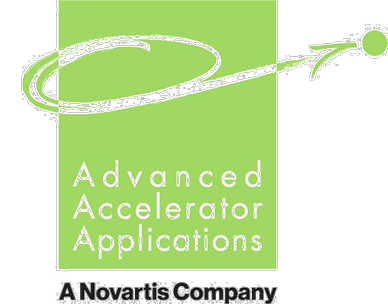 Advanced
Accelerator
Applications
A Novartis Company